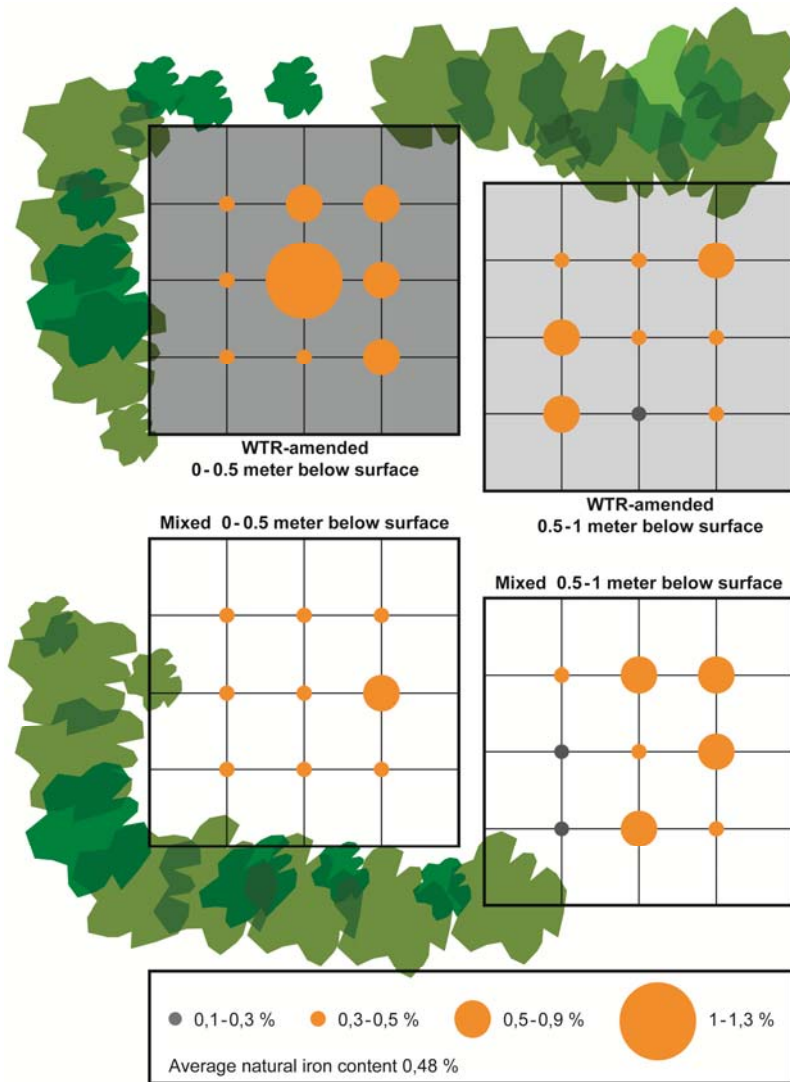 WTR-amended
0-0.5 meter below surface
WTR-amended
0.5-1 meter below surface
Mixed 0-0.5 meter below surface
Mixed 0.5-1 meter below surface
0,1-0,3 %
0,3-0,5 %
0,5-0,9 %
1-1,3 %
Average natural iron content 0,48 %